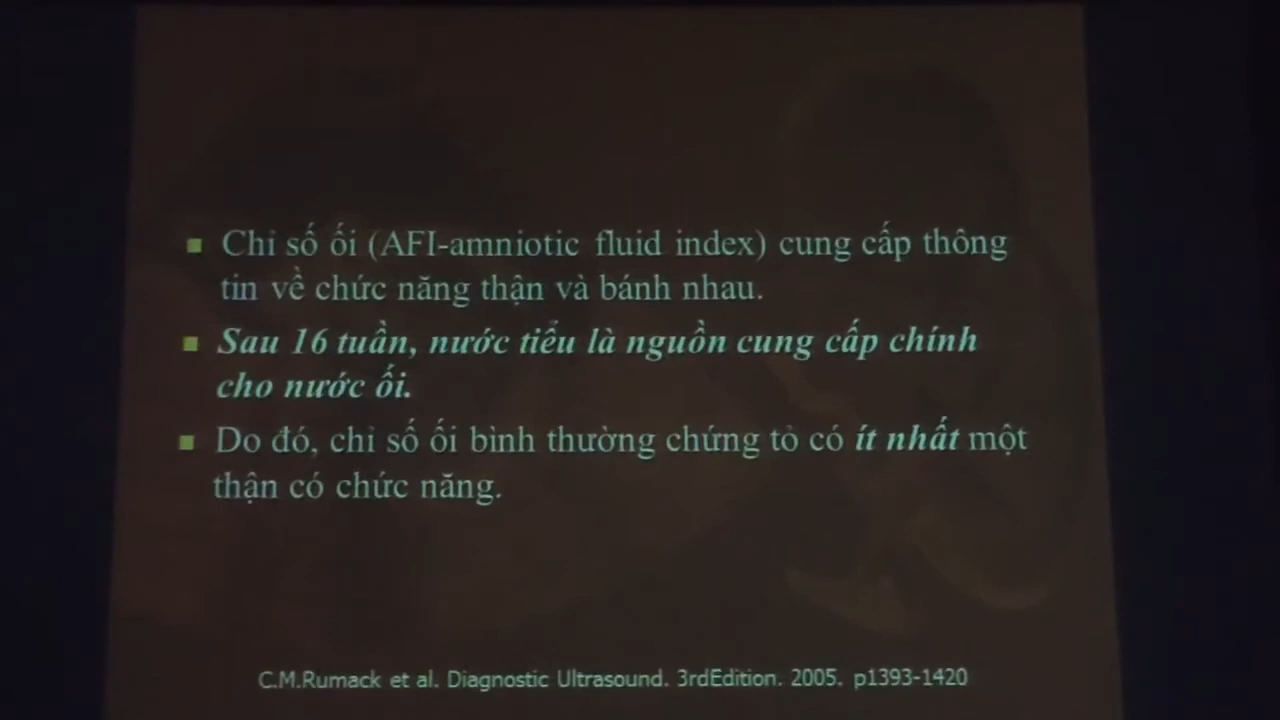 Chỉ số ối (AFI-amniotic fluid index) cung cấp thông
tin về chức năng thận và bánh nhau.
Sau 16 tuần, nước tiểu là nguồn cung cấp chính
cho nước ối.
Do đó, chỉ số ối bình thường chứng tỏ có ít nhất một
thận có chức năng.
C.M.Rumack et al. Diagnostic Ultrasound. 3rdEdition. 2005. p1393-1420